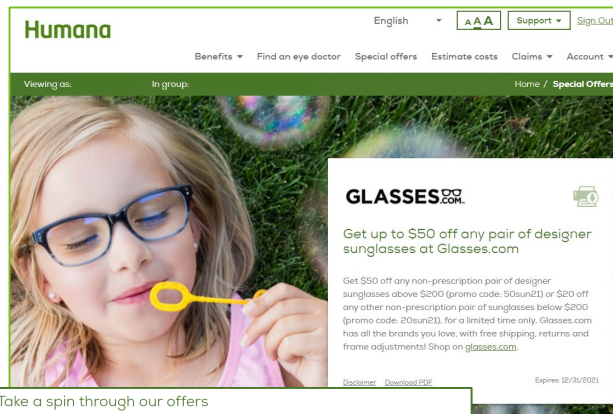 Humana
English
A A A
Support
Sign Out
Benefits
Find an eye doctor
Special offers
Estimate costs
Claims
Account
Viewing as:
In group:
Home / Special Offers
GLASSES.COM
Get up to $50 off any pair of designer
sunglasses at Glasses.com
Get $50 off any non-prescription pair of designer
sunglasses above $200 (promo code: 50sun21) or $20 off
any other non-prescription pair of sunglasses below $200
(promo code: 20sun21), for a limited time only. Glasses.com
has all the brands you love, with free shipping, returns and
frame adjustments! Shop on glasses.com.
Disclaimer
Download PDF
Expires: 12/31/2021
Take a spin through our offers